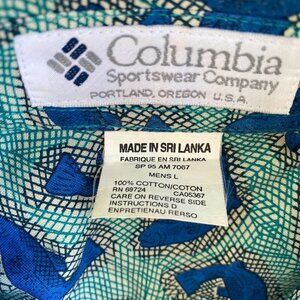 Columbia
Sportswear Company
PORTLAND, OREGON U.S.A.
MADE IN SRI LANKA
FABRIQUE EN SRI LANKA
SP 95 AM 7067
MENS L
100% COTTON/COTON
RN 69724 CA05367
CARE ON REVERSE SIDE
INSTRUCTIONS D'
ENPRETIENAU RERSO